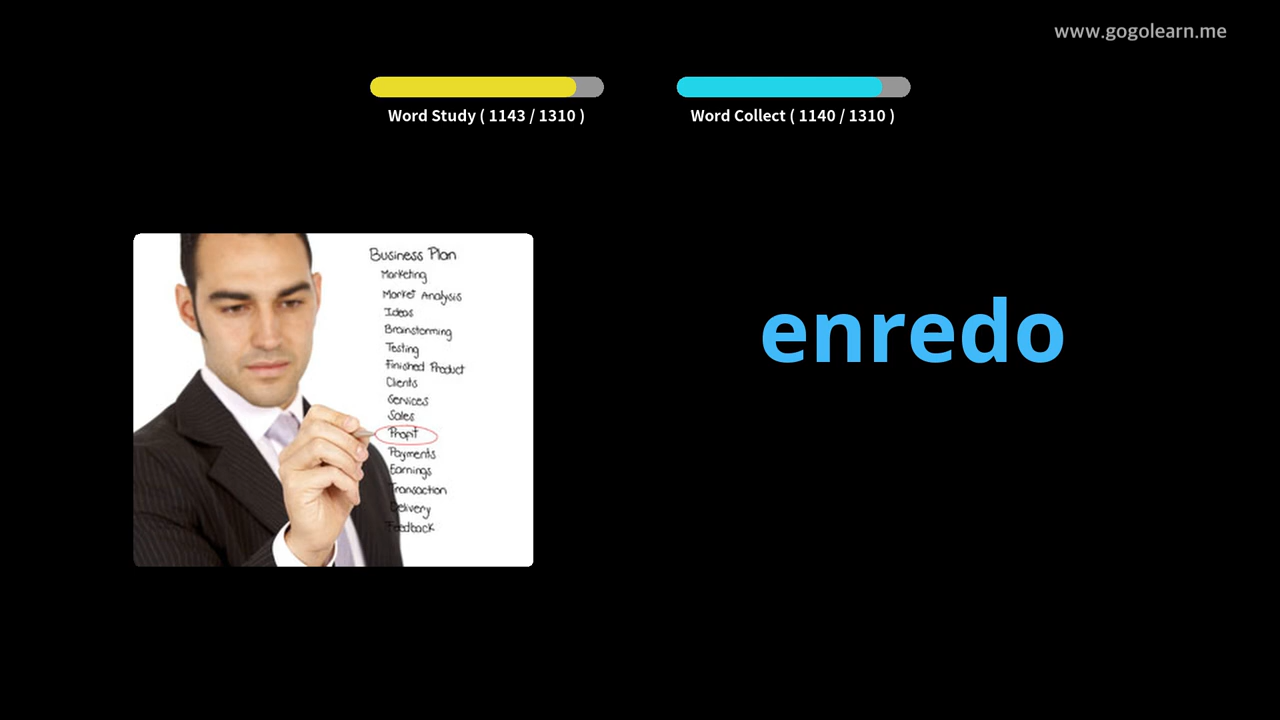 www.gogolearn.me
Word Study ( 1143 / 1310 )
Word Collect ( 1140 / 1310 )
Business Plan
Marketing
Market Analysis
Ideas
Brainstorming
Testing
Finished Product
Clients
Services
Sales
Profit
Payments
Earnings
Transaction
Delivery
Feedback
enredo